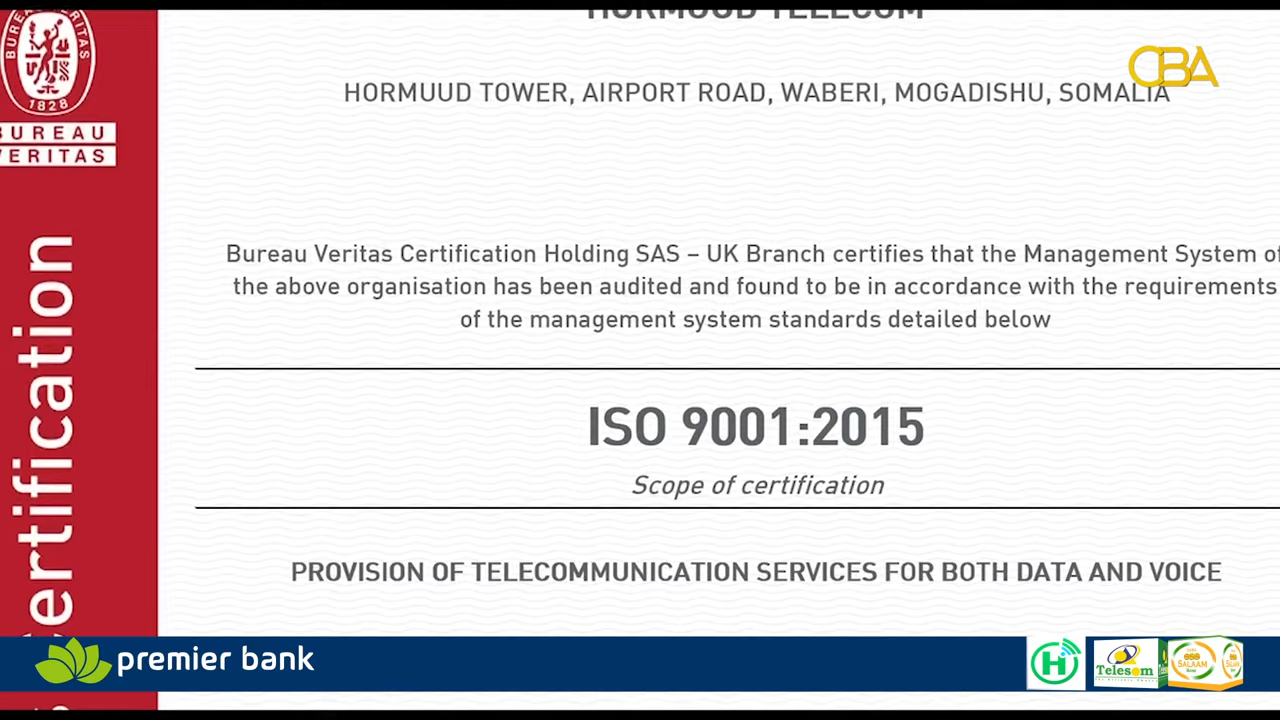 HORMUUD TELECOM
CBA
HORMUUD TOWER, AIRPORT ROAD, WABERI, MOGADISHU, SOMALIA
BUREAU VERITAS
1828
BUREAU
VERITAS
Bureau Veritas Certification Holding SAS – UK Branch certifies that the Management System of
the above organisation has been audited and found to be in accordance with the requirements
of the management system standards detailed below
ISO 9001:2015
Scope of certification
PROVISION OF TELECOMMUNICATION SERVICES FOR BOTH DATA AND VOICE
ertification
premier bank
H
Telesom
SALAAM